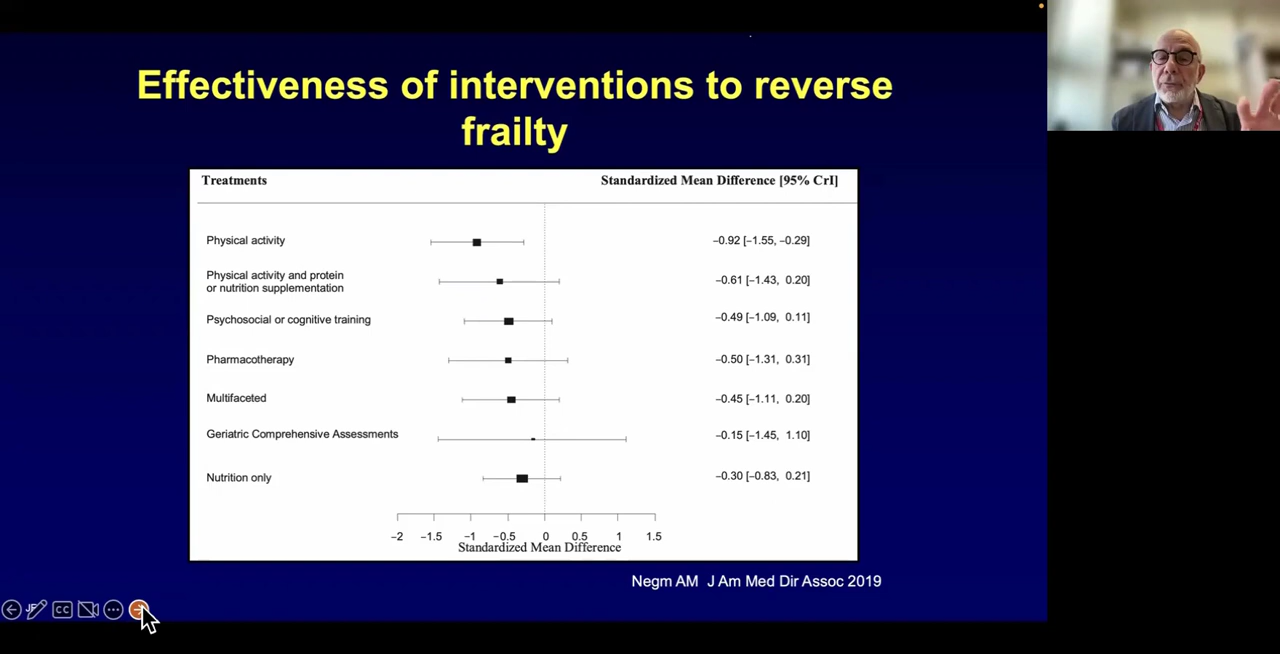 Effectiveness of interventions to reverse
frailty
Treatments Standardized Mean Difference [95% CrI]
Physical activity −0.92 [−1.55, −0.29]
Physical activity and protein
or nutrition supplementation −0.61 [−1.43, 0.20]
Psychosocial or cognitive training −0.49 [−1.09, 0.11]
Pharmacotherapy −0.50 [−1.31, 0.31]
Multifaceted −0.45 [−1.11, 0.20]
Geriatric Comprehensive Assessments −0.15 [−1.45, 1.10]
Nutrition only −0.30 [−0.83, 0.21]
−2 −1.5 −1 −0.5 0 0.5 1 1.5
Standardized Mean Difference
Negm AM J Am Med Dir Assoc 2019
CC